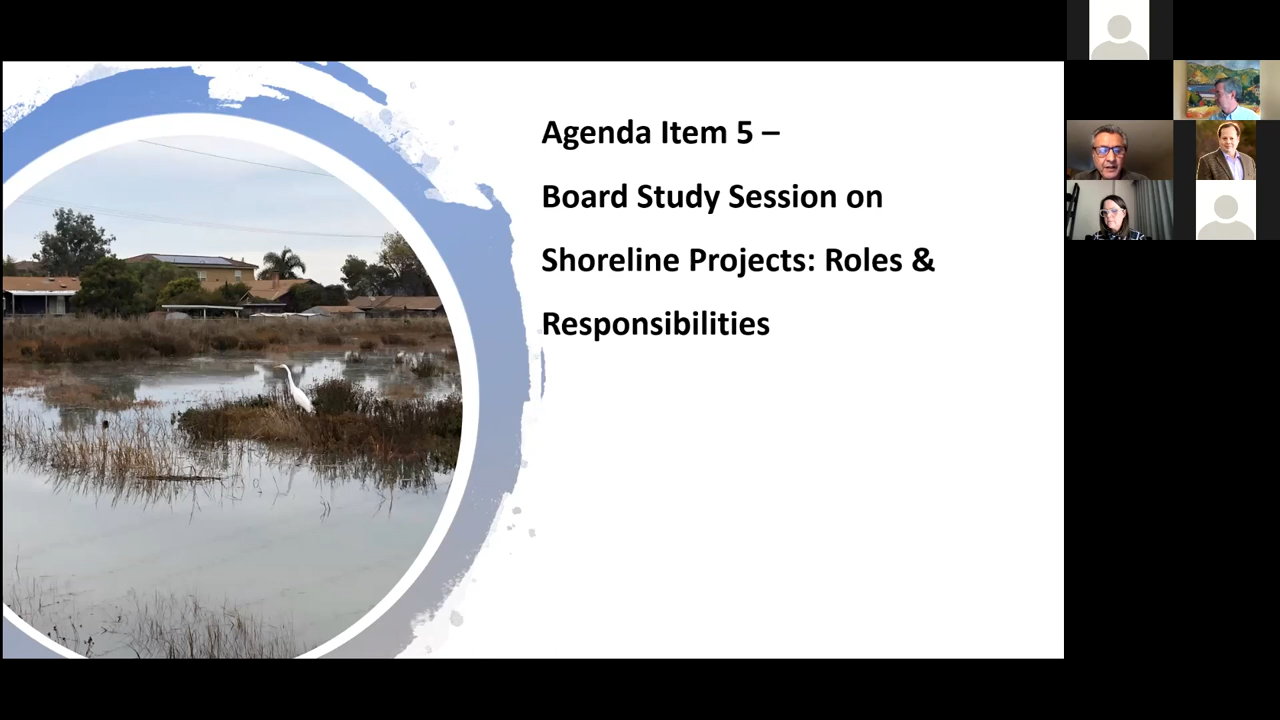 Agenda Item 5 –
Board Study Session on
Shoreline Projects: Roles &
Responsibilities